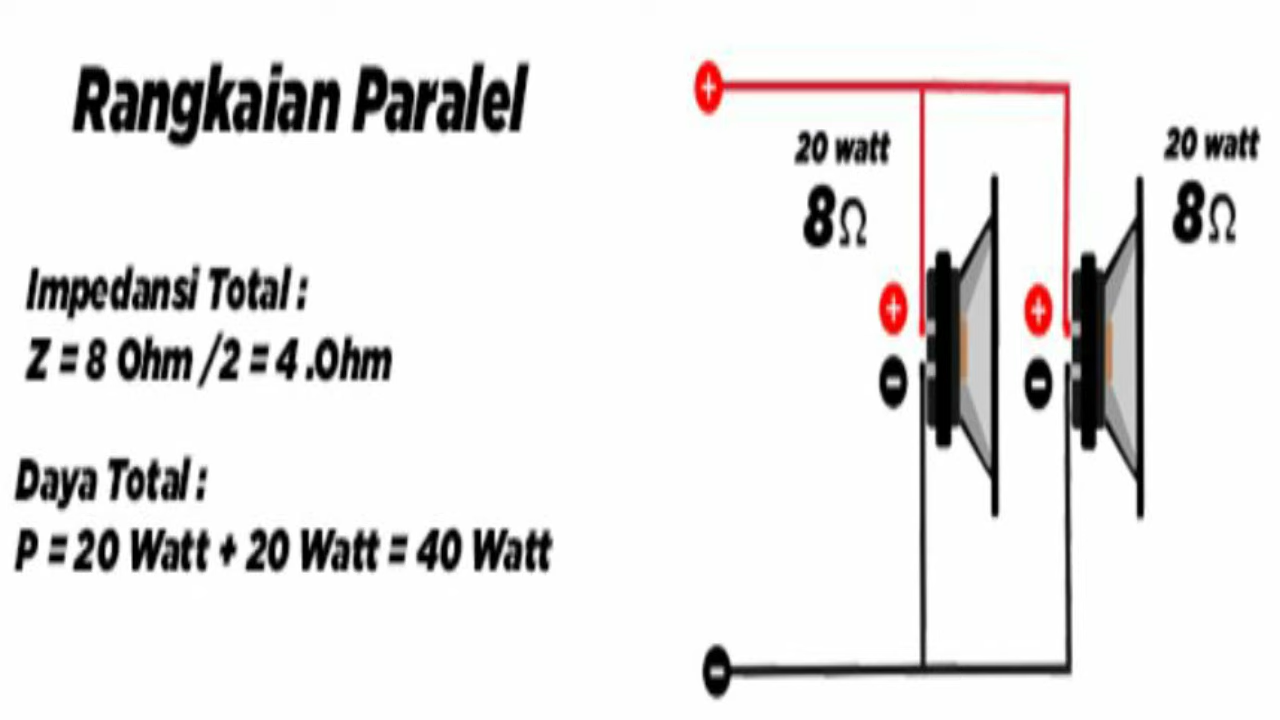 Rangkaian Paralel
Impedansi Total :
Z = 8 Ohm /2 = 4 .Ohm
Daya Total :
P = 20 Watt + 20 Watt = 40 Watt
+
20 watt
8Ω
20 watt
8Ω
+
-
+
-
-